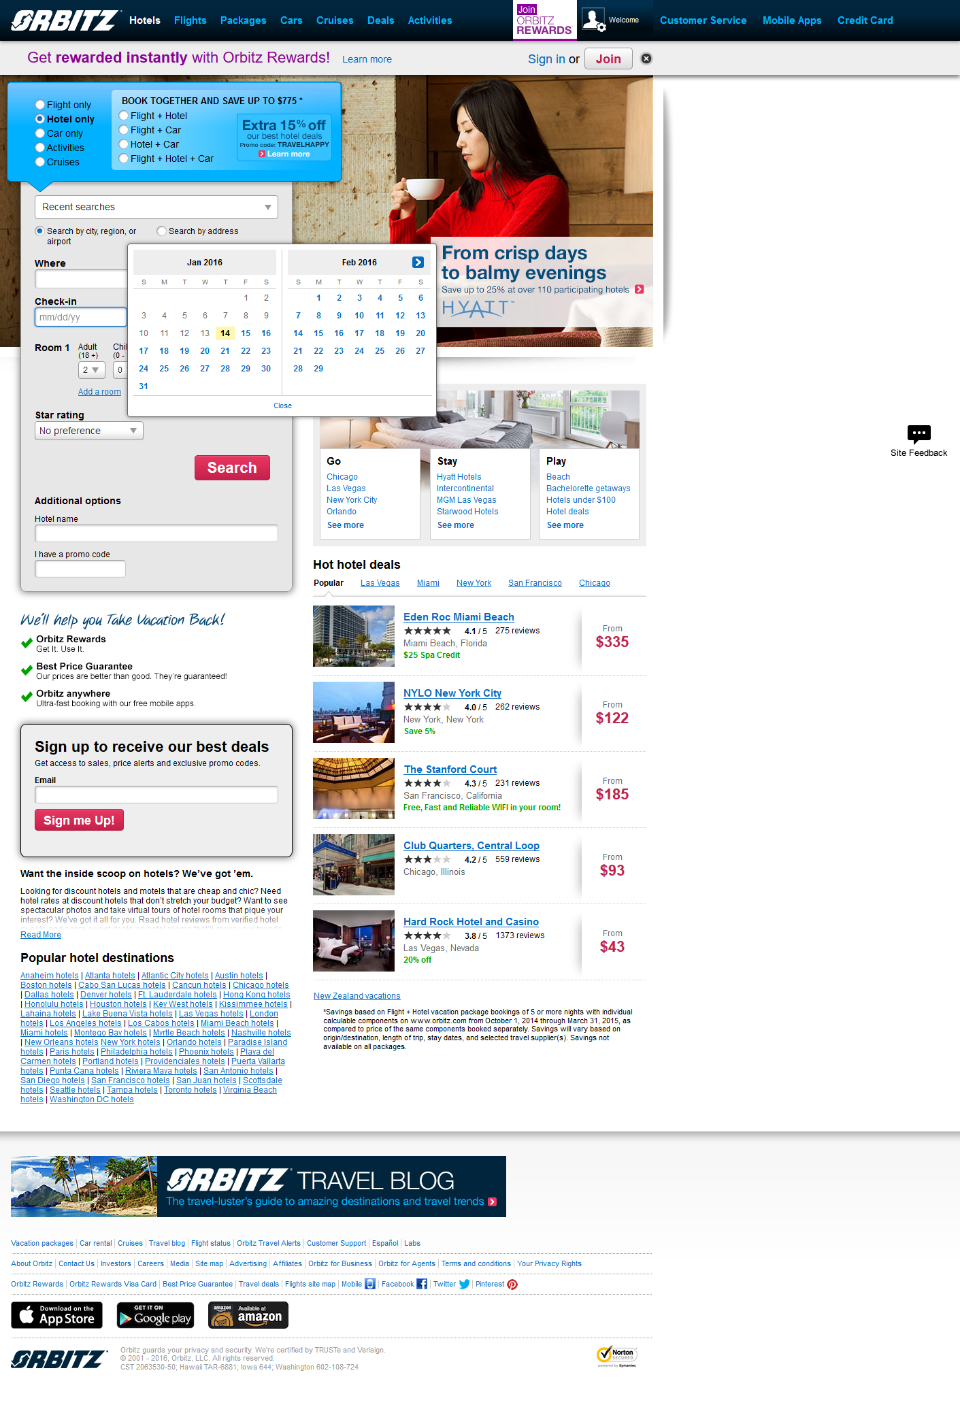 ORBITZ Hotels Flights Packages Cars Cruises Deals Activities Join ORBITZ REWARDS Welcome Customer Service Mobile Apps Credit Card
Get rewarded instantly with Orbitz Rewards! Learn more Sign in or Join
Flight only
Hotel only
Car only
Activities
Cruises
BOOK TOGETHER AND SAVE UP TO $775 *
Flight + Hotel
Flight + Car
Hotel + Car
Flight + Hotel + Car
Extra 15% off
our best hotel deals
Promo code: TRAVELHAPPY
Learn more
Recent searches
Search by city, region, or airport
Search by address
Where
Check-in
mm/dd/yy
Room 1 Adult (18 +) Chi (0 -
2 0
Add a room
Jan 2016
S M T W T F S
1 2
3 4 5 6 7 8 9
10 11 12 13 14 15 16
17 18 19 20 21 22 23
24 25 26 27 28 29 30
31
Feb 2016
S M T W T F S
1 2 3 4 5 6
7 8 9 10 11 12 13
14 15 16 17 18 19 20
21 22 23 24 25 26 27
28 29
Close
From crisp days
to balmy evenings
Save up to 25% at over 110 participating hotels
HYATT
Star rating
No preference
Search
Additional options
Hotel name
I have a promo code
Go
Chicago
Las Vegas
New York City
Orlando
See more
Stay
Hyatt Hotels
Intercontinental
MGM Las Vegas
Starwood Hotels
See more
Play
Beach
Bachelorette getaways
Hotels under $100
Hotel deals
See more
Site Feedback
Hot hotel deals
Popular Las Vegas Miami New York San Francisco Chicago
Eden Roc Miami Beach
4.1 / 5 275 reviews
Miami Beach, Florida
$25 Spa Credit
From
$335
NYLO New York City
4.0 / 5 262 reviews
New York, New York
Save 5%
From
$122
The Stanford Court
4.3 / 5 231 reviews
San Francisco, California
Free, Fast and Reliable WIFI in your room!
From
$185
Club Quarters, Central Loop
4.2 / 5 559 reviews
Chicago, Illinois
From
$93
Hard Rock Hotel and Casino
3.8 / 5 1373 reviews
Las Vegas, Nevada
20% off
From
$43
New Zealand vacations
*Savings based on Flight + Hotel vacation package bookings of 5 or more nights with individual
calculable components on www.orbitz.com from October 1, 2014 through March 31, 2015, as
compared to price of the same components booked separately. Savings will vary based on
origin/destination, length of trip, stay dates, and selected travel supplier(s). Savings not
available on all packages.
We'll help you Take Vacation Back!
Orbitz Rewards
Get It. Use It.
Best Price Guarantee
Our prices are better than good. They're guaranteed!
Orbitz anywhere
Ultra-fast booking with our free mobile apps.
Sign up to receive our best deals
Get access to sales, price alerts and exclusive promo codes.
Email
Sign me Up!
Want the inside scoop on hotels? We've got 'em.
Looking for discount hotels and motels that are cheap and chic? Need
hotel rates at discount hotels that don't stretch your budget? Want to see
spectacular photos and take virtual tours of hotel rooms that pique your
interest? We've got it all for you. Read hotel reviews from verified hotel
Read More
Popular hotel destinations
Anaheim hotels | Atlanta hotels | Atlantic City hotels | Austin hotels |
Boston hotels | Cabo San Lucas hotels | Cancun hotels | Chicago hotels
| Dallas hotels | Denver hotels | Ft. Lauderdale hotels | Hong Kong hotels
| Honolulu hotels | Houston hotels | Key West hotels | Kissimmee hotels |
Lahaina hotels | Lake Buena Vista hotels | Las Vegas hotels | London
hotels | Los Angeles hotels | Los Cabos hotels | Miami Beach hotels |
Miami hotels | Montego Bay hotels | Myrtle Beach hotels | Nashville hotels
| New Orleans hotels New York hotels | Orlando hotels | Paradise Island
hotels | Paris hotels | Philadelphia hotels | Phoenix hotels | Playa del
Carmen hotels | Portland hotels | Providenciales hotels | Puerto Vallarta
hotels | Punta Cana hotels | Riviera Maya hotels | San Antonio hotels |
San Diego hotels | San Francisco hotels | San Juan hotels | Scottsdale
hotels | Seattle hotels | Tampa hotels | Toronto hotels | Virginia Beach
hotels | Washington DC hotels
ORBITZ TRAVEL BLOG
The travel-luster's guide to amazing destinations and travel trends
Vacation packages | Car rental | Cruises | Travel blog | Flight status | Orbitz Travel Alerts | Customer Support | Español | Labs
About Orbitz | Contact Us | Investors | Careers | Media | Site map | Advertising | Affiliates | Orbitz for Business | Orbitz for Agents | Terms and conditions | Your Privacy Rights
Orbitz Rewards | Orbitz Rewards Visa Card | Best Price Guarantee | Travel deals | Flights site map | Mobile | Facebook | Twitter | Pinterest
Download on the App Store
GET IT ON Google play
amazon Available at amazon
ORBITZ
Orbitz guards your privacy and security. We're certified by TRUSTe and Verisign.
© 2001 - 2016, Orbitz, LLC. All rights reserved.
CST 2063530-50; Hawaii TAR-6881; Iowa 644; Washington 602-108-724
Norton
SECURED
powered by Symantec